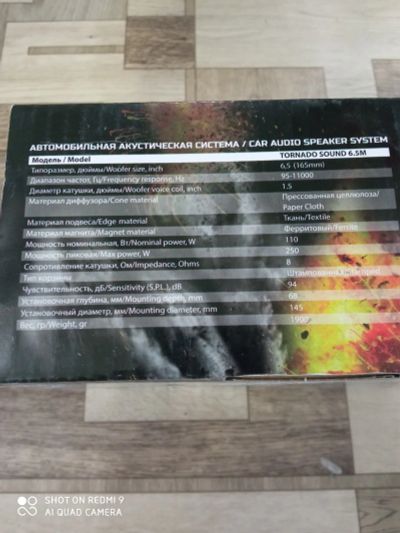 АВТОМОБИЛЬНАЯ АКУСТИЧЕСКАЯ СИСТЕМА / CAR AUDIO SPEAKER SYSTEM
Модель / Model TORNADO SOUND 6.5M
Типоразмер, дюймы/Woofer size, inch 6,5 (165mm)
Диапазон частот, Гц/Frequency response, Hz 95-11000
Диаметр катушки, дюймы/Woofer voice coil, inch 1.5
Материал диффузора/Cone material Прессованная целлюлоза/
Paper Cloth
Материал подвеса/Edge material Ткань/Textile
Материал магнита/Magnet material Ферритовый/Ferrite
Мощность номинальная, Вт/Nominal power, W 110
Мощность пиковая/Max power, W 250
Сопротивление катушки, Ом/Impedance, Ohms 8
Тип корзины Штампованная
Чувствительность, дБ/Sensitivity (S.P.L.), dB 94
Установочная глубина, мм/Mounting depth, mm 68
Установочный диаметр, мм/Mounting diameter, mm 145
Вес, гр/Weight, gr 1900
SHOT ON REDMI 9
AI QUAD CAMERA